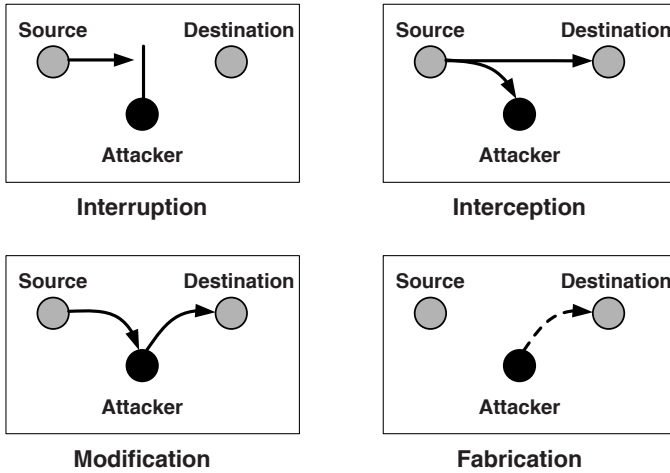 Source Destination
Attacker
Interruption
Source Destination
Attacker
Interception
Source Destination
Attacker
Modification
Source Destination
Attacker
Fabrication